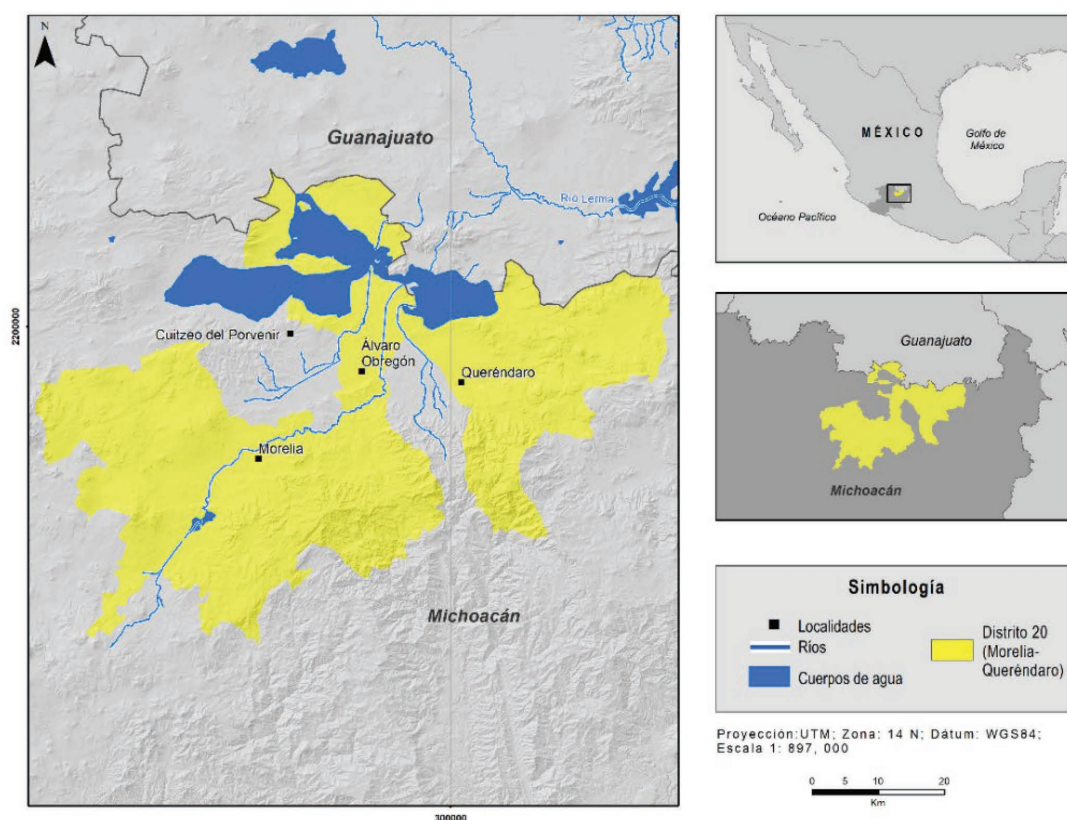 N
Guanajuato
Río Lerma
2200000
Cuitzeo del Porvenir
Álvaro
Obregón
Queréndaro
Morelia
Michoacán
300000
MÉXICO
Golfo de
México
Océano Pacífico
Guanajuato
Michoacán
Simbología
Localidades
Ríos
Cuerpos de agua
Distrito 20
(Morelia-
Queréndaro)
Proyección:UTM; Zona: 14 N; Dátum: WGS84;
Escala 1: 897, 000
0 5 10 20
Km